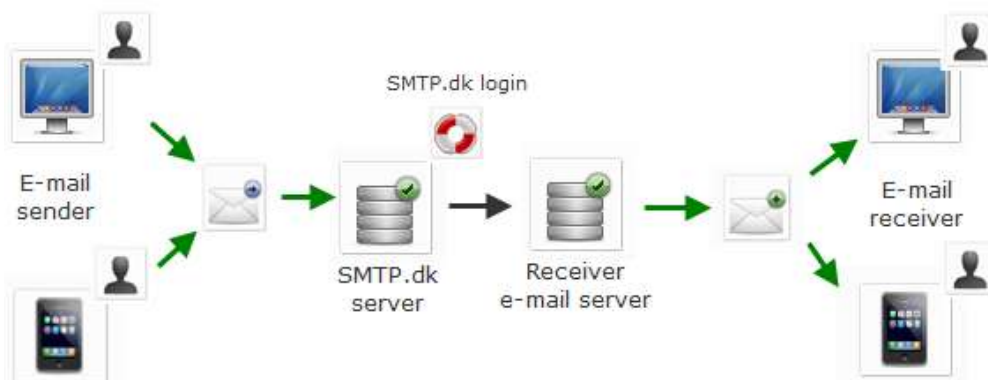 SMTP.dk login
E-mail
sender
SMTP.dk
server
Receiver
e-mail server
E-mail
receiver